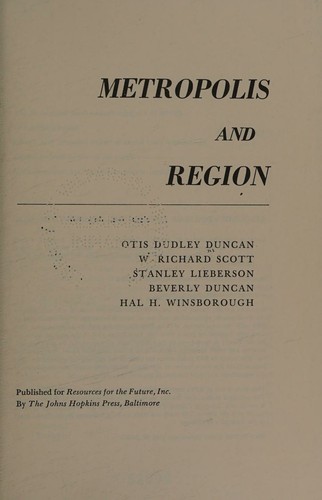 METROPOLIS
AND
REGION
OTIS DUDLEY DUNCAN
W. RICHARD SCOTT
STANLEY LIEBERSON
BEVERLY DUNCAN
HAL H. WINSBOROUGH
Published for Resources for the Future, Inc.
By The Johns Hopkins Press, Baltimore